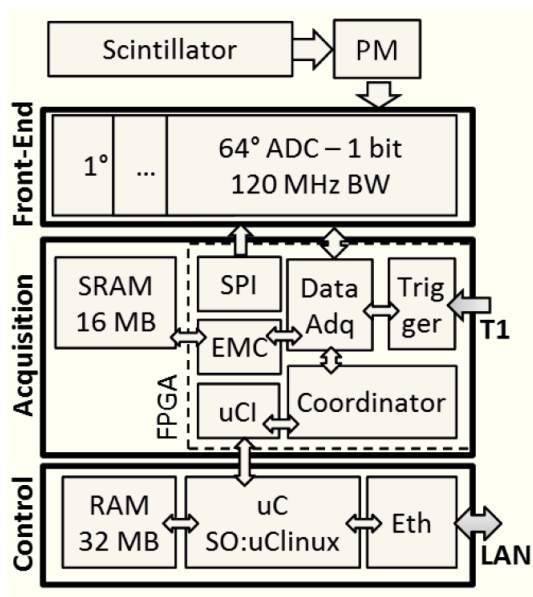 Scintillator
PM
Front-End
1°
...
64° ADC – 1 bit
120 MHz BW
Acquisition
SRAM
16 MB
FPGA
SPI
EMC
uCI
Data
Adq
Trig
ger
T1
Coordinator
Control
RAM
32 MB
uC
SO:uClinux
Eth
LAN